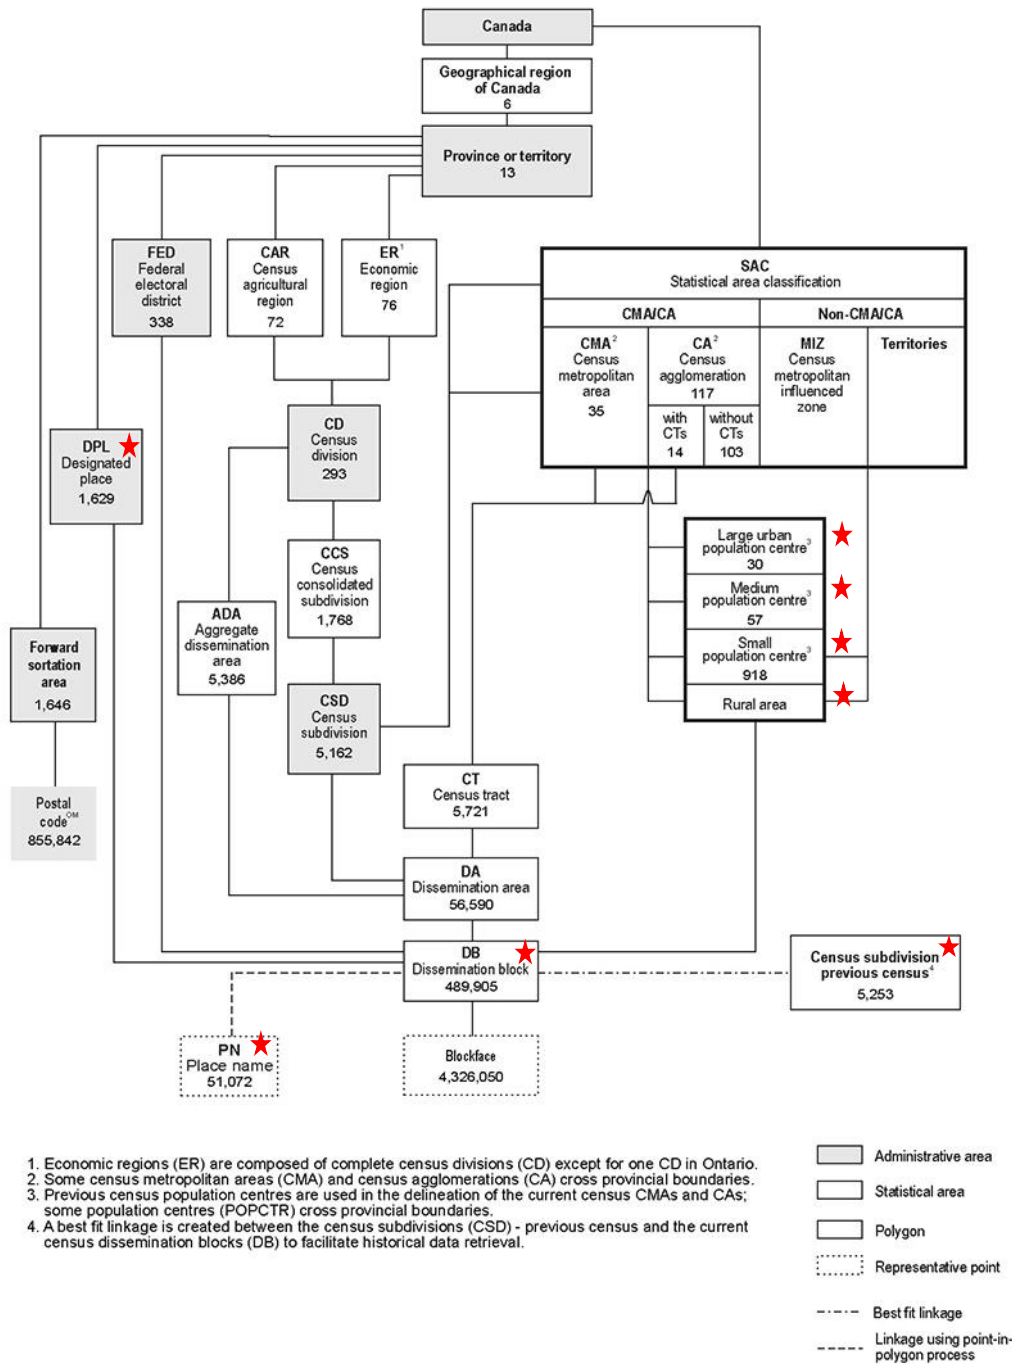 Canada
Geographical region
of Canada
6
Province or territory
13
FED
Federal
electoral
district
338
CAR
Census
agricultural
region
72
ER¹
Economic
region
76
SAC
Statistical area classification
CMA/CA
Non-CMA/CA
CMA²
Census
metropolitan
area
35
CA²
Census
agglomeration
117
with
CTs
14
without
CTs
103
MIZ
Census
metropolitan
influenced
zone
Territories
DPL
Designated
place
1,629
CD
Census
division
293
Large urban
population centre³
30
Medium
population centre³
57
Small
population centre³
918
Rural area
CCS
Census
consolidated
subdivision
1,768
ADA
Aggregate
dissemination
area
5,386
Forward
sortation
area
1,646
CSD
Census
subdivision
5,162
Postal
code^OM
855,842
CT
Census tract
5,721
DA
Dissemination area
56,590
DB
Dissemination block
489,905
Census subdivision
previous census⁴
5,253
PN
Place name
51,072
Blockface
4,326,050
1. Economic regions (ER) are composed of complete census divisions (CD) except for one CD in Ontario.
2. Some census metropolitan areas (CMA) and census agglomerations (CA) cross provincial boundaries.
3. Previous census population centres are used in the delineation of the current census CMAs and CAs;
some population centres (POPCTR) cross provincial boundaries.
4. A best fit linkage is created between the census subdivisions (CSD) - previous census and the current
census dissemination blocks (DB) to facilitate historical data retrieval.
Administrative area
Statistical area
Polygon
Representative point
Best fit linkage
Linkage using point-in-
polygon process